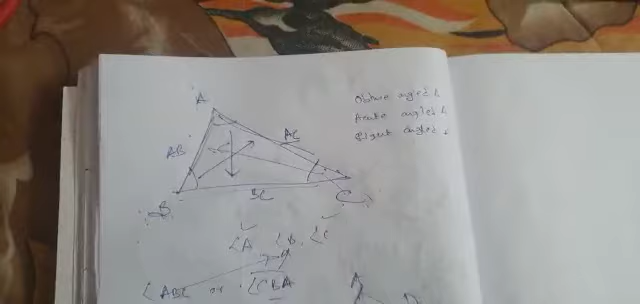 A
Obtuse angled Δ
AB
AC
Acute angled Δ
Right angled Δ
B
BC
C
∠A ∠B ∠C
∠ABC or ∠CBA
A
D